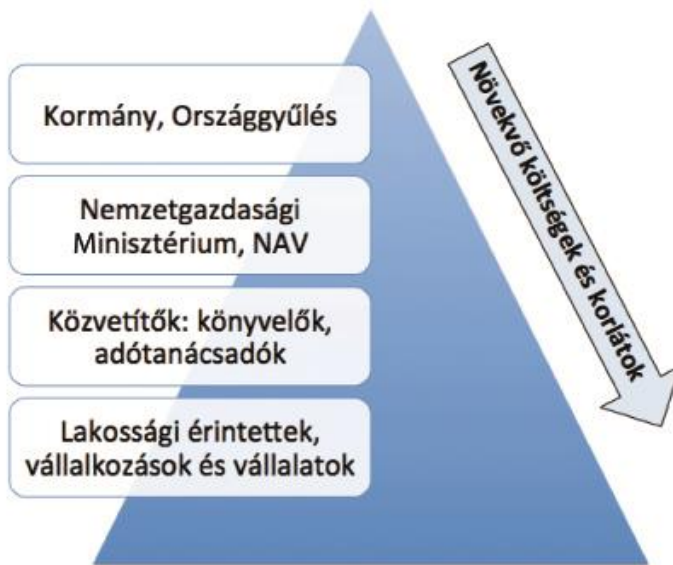 Kormány, Országgyűlés
Nemzetgazdasági
Minisztérium, NAV
Közvetítők: könyvelők,
adótanácsadók
Lakossági érintettek,
vállalkozások és vállalatok
Növekvő költségek és korlátok